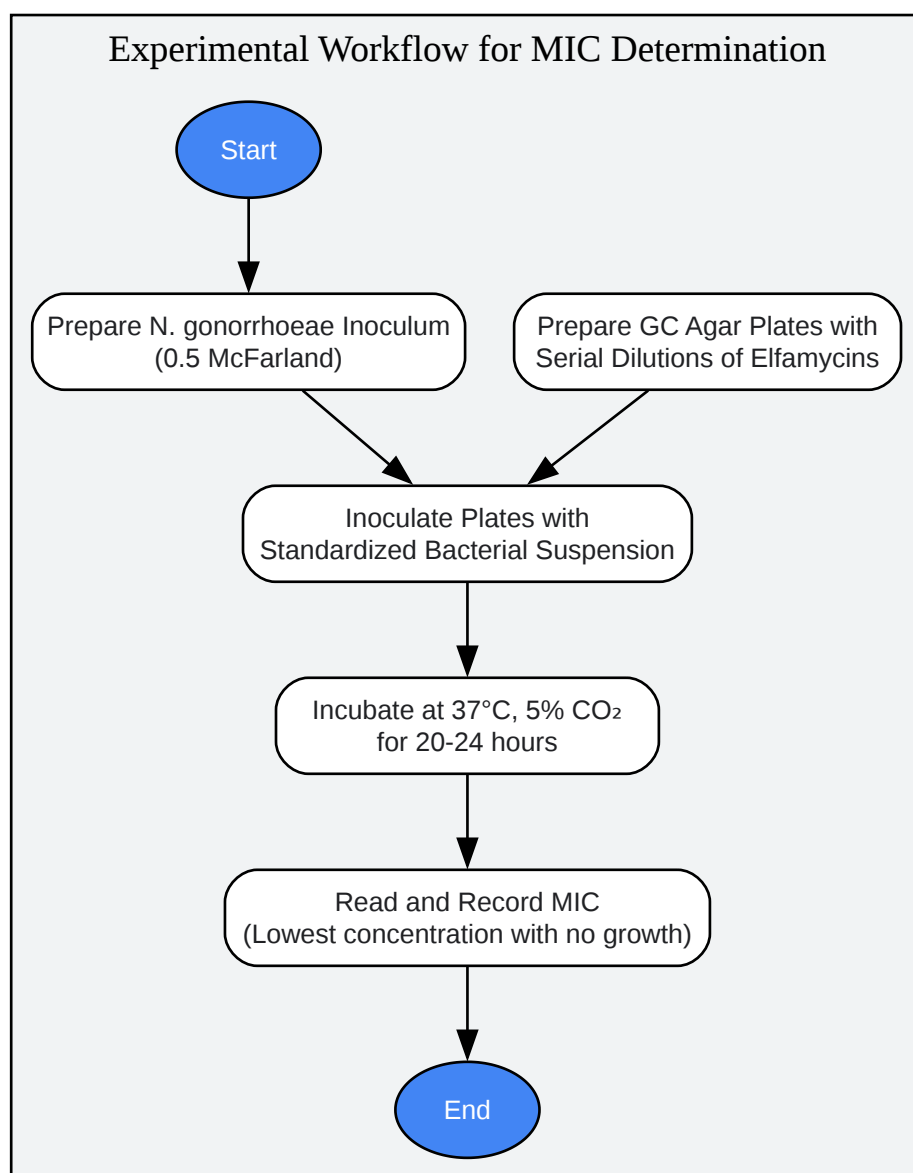 Experimental Workflow for MIC Determination
Start
Prepare N. gonorrhoeae Inoculum
(0.5 McFarland)
Prepare GC Agar Plates with
Serial Dilutions of Elfamycins
Inoculate Plates with
Standardized Bacterial Suspension
Incubate at 37°C, 5% CO₂
for 20-24 hours
Read and Record MIC
(Lowest concentration with no growth)
End